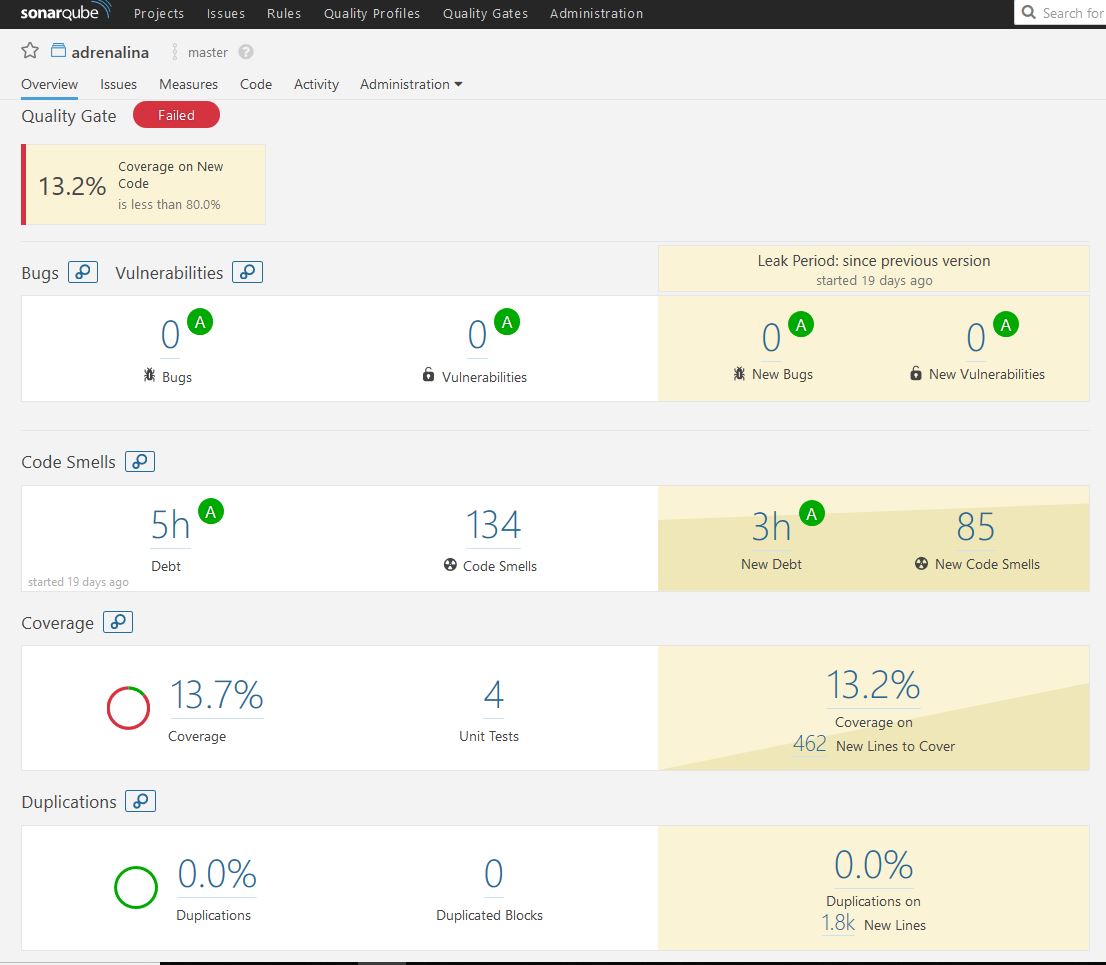 sonarqube Projects Issues Rules Quality Profiles Quality Gates Administration Search for
adrenalina master ?
Overview Issues Measures Code Activity Administration
Quality Gate Failed
13.2% Coverage on New
Code
is less than 80.0%
Leak Period: since previous version
started 19 days ago
Bugs Vulnerabilities
0 A 0 A 0 A 0 A
Bugs Vulnerabilities New Bugs New Vulnerabilities
Code Smells
5h A 134 3h A 85
Debt Code Smells New Debt New Code Smells
started 19 days ago
Coverage
13.7% 4 13.2%
Coverage Unit Tests Coverage on
462 New Lines to Cover
Duplications
0.0% 0 0.0%
Duplications Duplicated Blocks Duplications on
1.8k New Lines